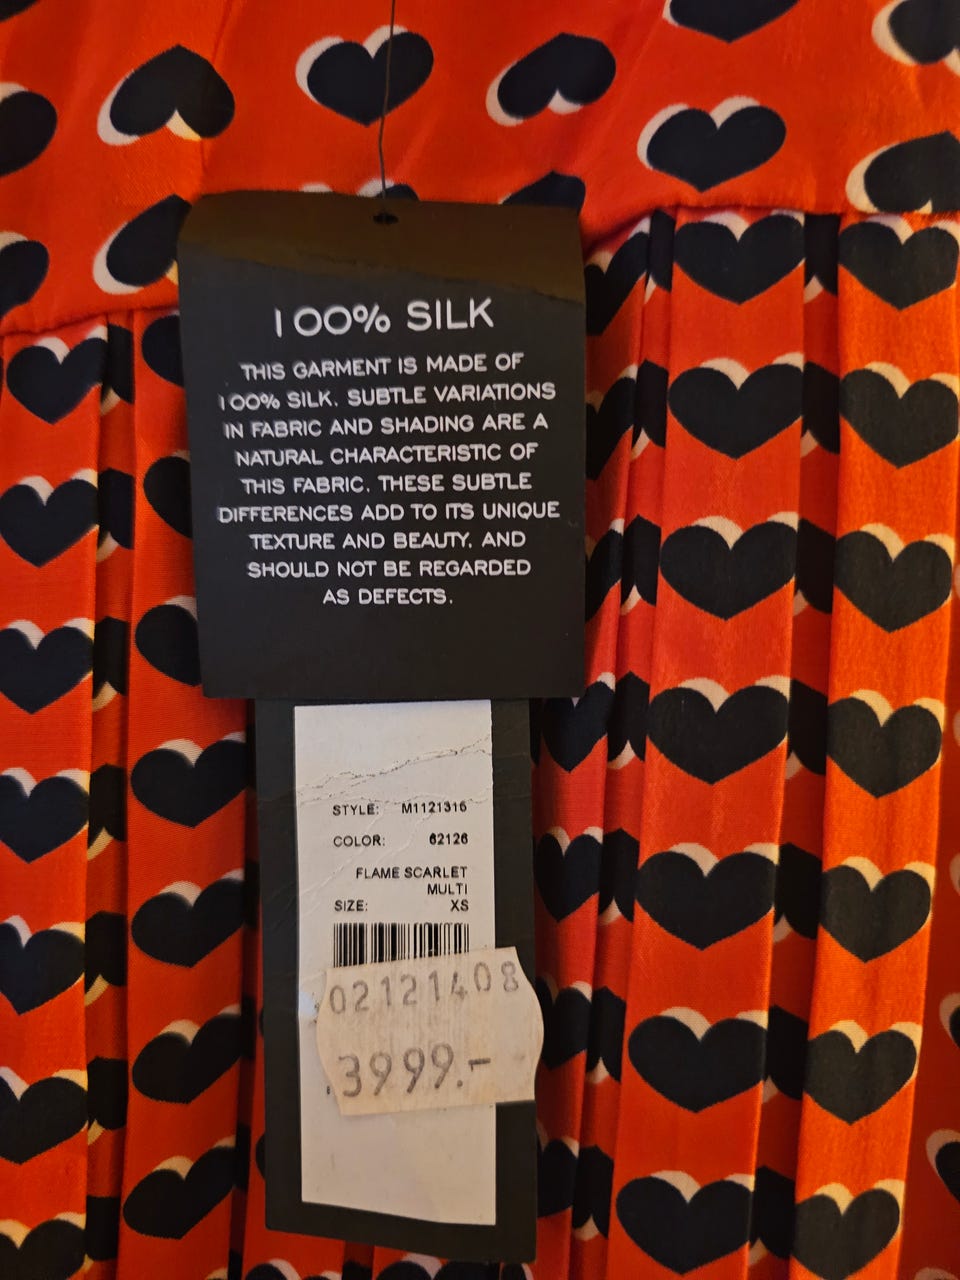 100% SILK
THIS GARMENT IS MADE OF
100% SILK. SUBTLE VARIATIONS
IN FABRIC AND SHADING ARE A
NATURAL CHARACTERISTIC OF
THIS FABRIC. THESE SUBTLE
DIFFERENCES ADD TO ITS UNIQUE
TEXTURE AND BEAUTY. AND
SHOULD NOT BE REGARDED
AS DEFECTS.
STYLE: M1121316
COLOR: 62126
FLAME SCARLET
MULTI
SIZE: XS
02121408
3999.-